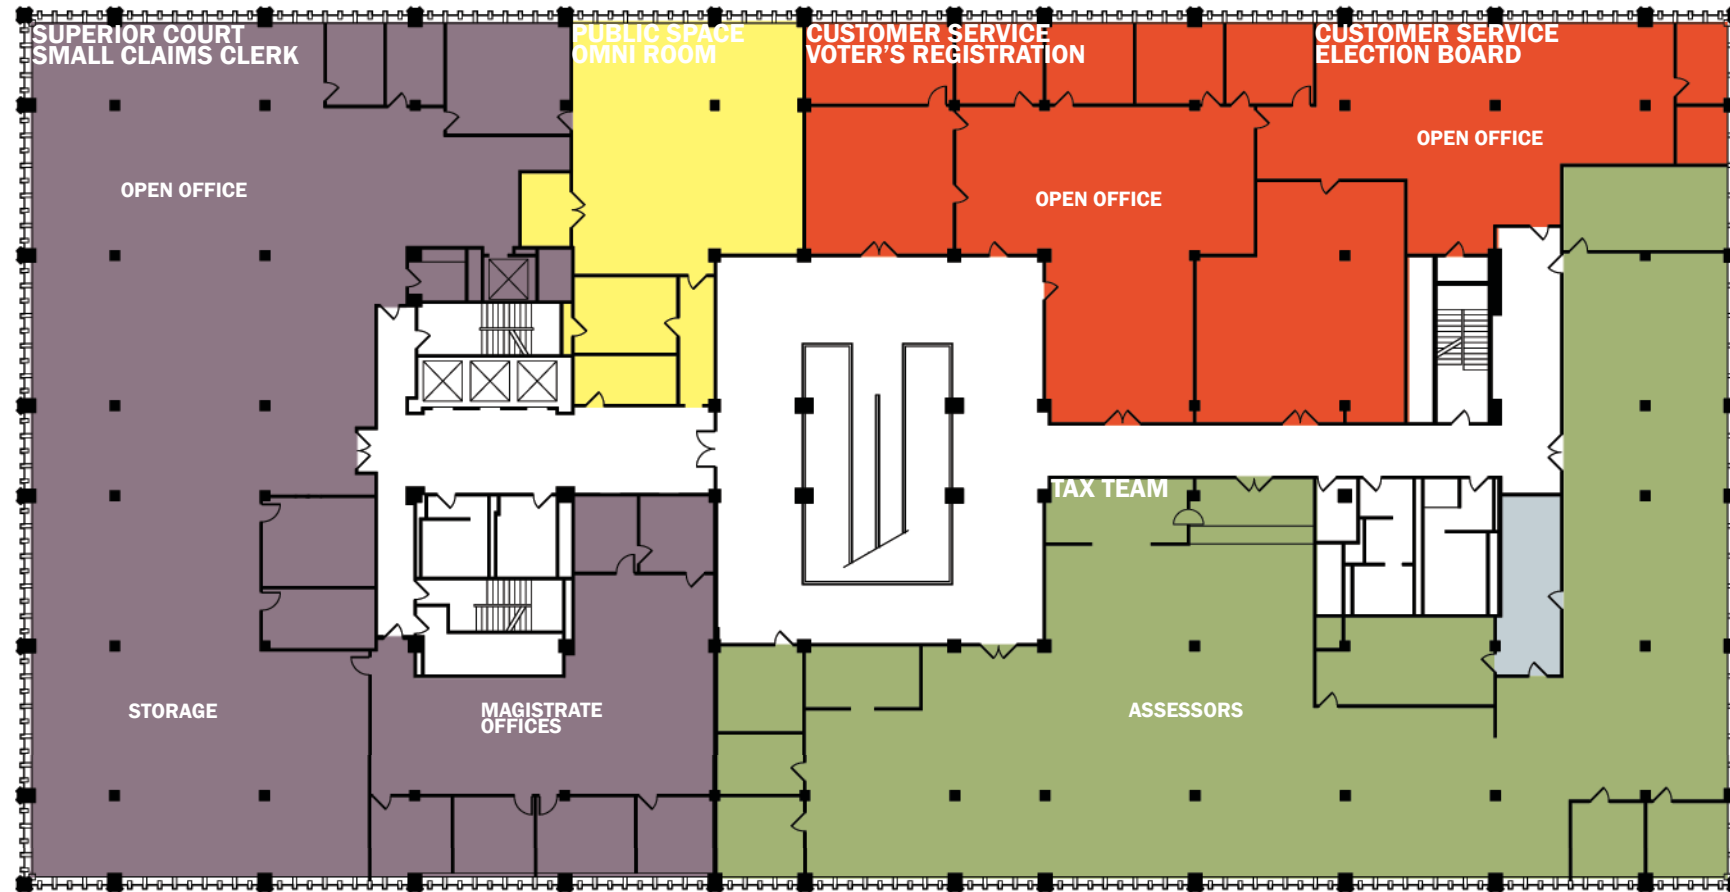 SUPERIOR COURT
SMALL CLAIMS CLERK
PUBLIC SPACE
OMNI ROOM
CUSTOMER SERVICE
VOTER'S REGISTRATION
CUSTOMER SERVICE
ELECTION BOARD
OPEN OFFICE
OPEN OFFICE
OPEN OFFICE
TAX TEAM
STORAGE
MAGISTRATE
OFFICES
ASSESSORS